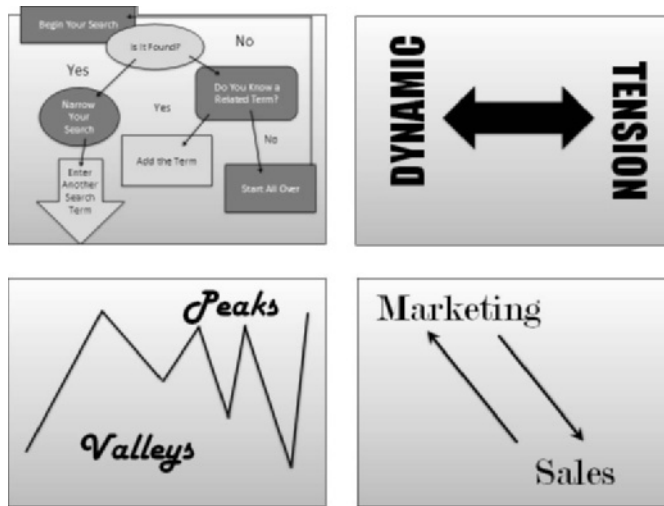 Begin Your Search
Is It Found?
No
Yes
Do You Know a
Related Term?
Narrow
Your
Search
Yes
No
Add the Term
Enter
Another
Search
Term
Start All Over
DYNAMIC
TENSION
Peaks
Valleys
Marketing
Sales